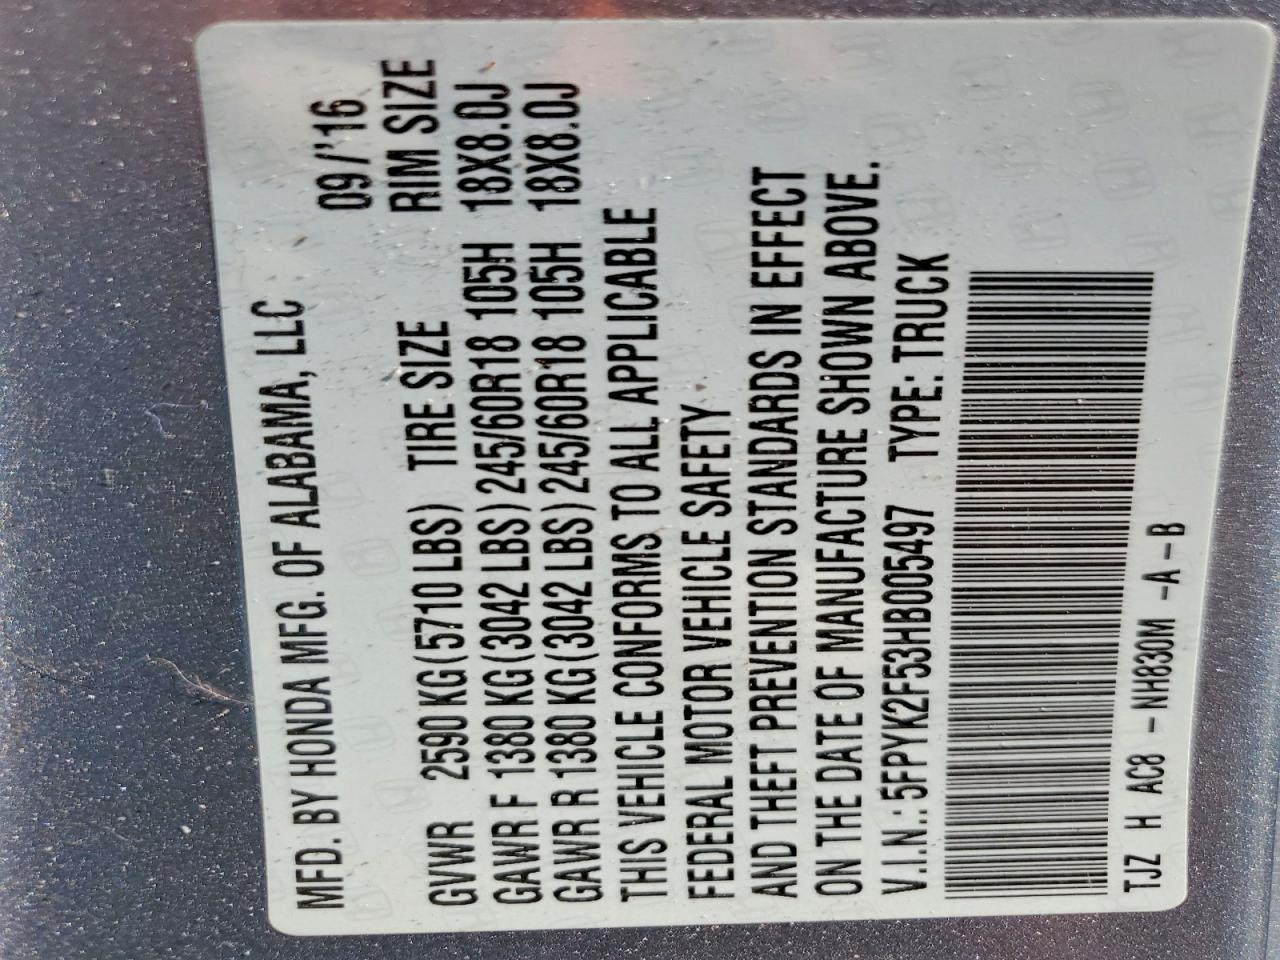 MFD. BY HONDA MFG. OF ALABAMA, LLC
09/'16
GVWR 2590 KG(5710 LBS) TIRE SIZE RIM SIZE
GAWR F 1380 KG(3042 LBS) 245/60R18 105H 18X8.0J
GAWR R 1380 KG(3042 LBS) 245/60R18 105H 18X8.0J
THIS VEHICLE CONFORMS TO ALL APPLICABLE
FEDERAL MOTOR VEHICLE SAFETY
AND THEFT PREVENTION STANDARDS IN EFFECT
ON THE DATE OF MANUFACTURE SHOWN ABOVE.
V.I.N.: 5FPYK2F53HB005497 TYPE: TRUCK
TJZ H AC8 - NH830M -A-B